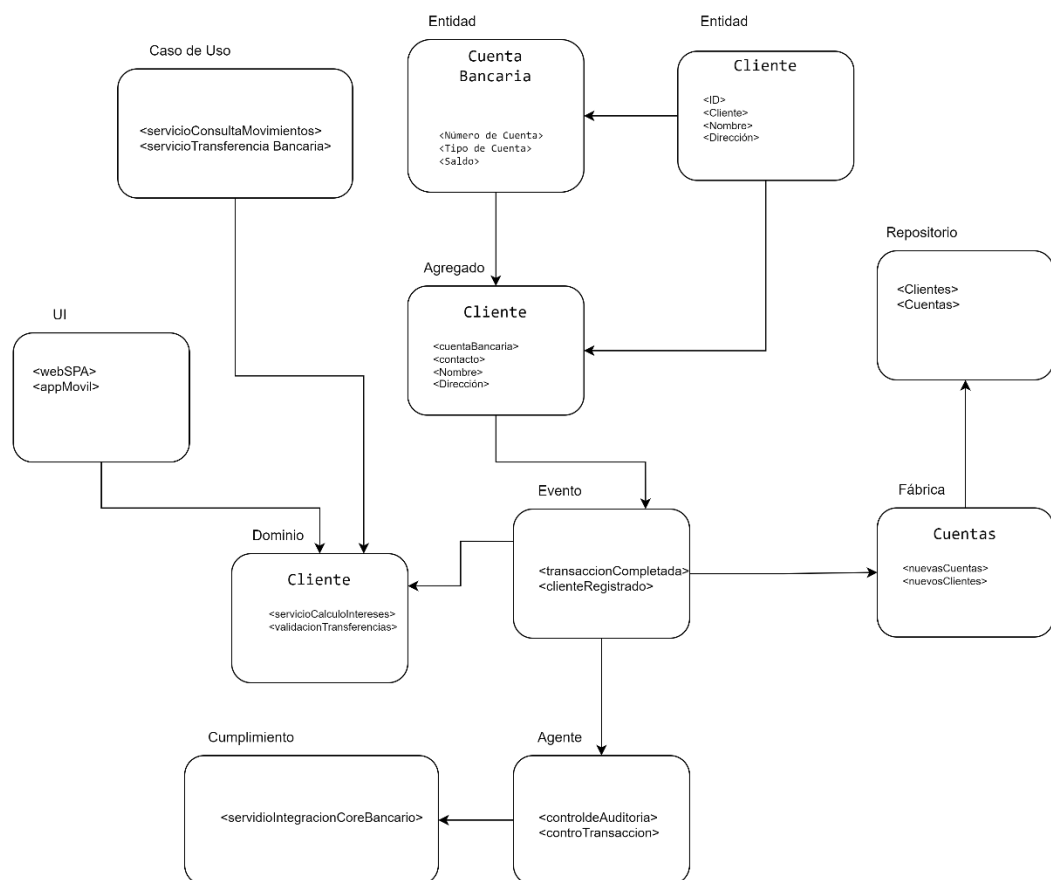 Entidad
Entidad
Caso de Uso
Cuenta
Bancaria
<Número de Cuenta>
<Tipo de Cuenta>
<Saldo>
Cliente
<ID>
<Cliente>
<Nombre>
<Dirección>
<servicioConsultaMovimientos>
<servicioTransferencia Bancaria>
Repositorio
<Clientes>
<Cuentas>
Agregado
Cliente
<cuentaBancaria>
<contacto>
<Nombre>
<Dirección>
UI
<webSPA>
<appMovil>
Evento
<transaccionCompletada>
<clienteRegistrado>
Fábrica
Cuentas
<nuevasCuentas>
<nuevosClientes>
Domínio
Cliente
<servicioCalculoIntereses>
<validacionTransferencias>
Cumplimiento
<servidioIntegracionCoreBancario>
Agente
<controldeAuditoria>
<controTransaccion>